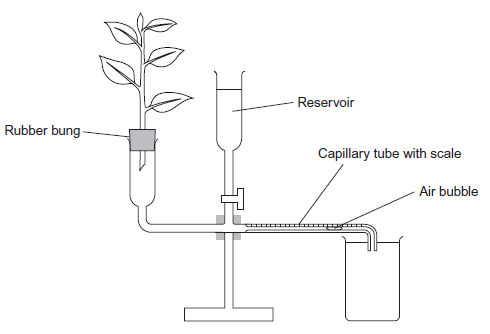 Reservoir
Rubber bung
Capillary tube with scale
Air bubble